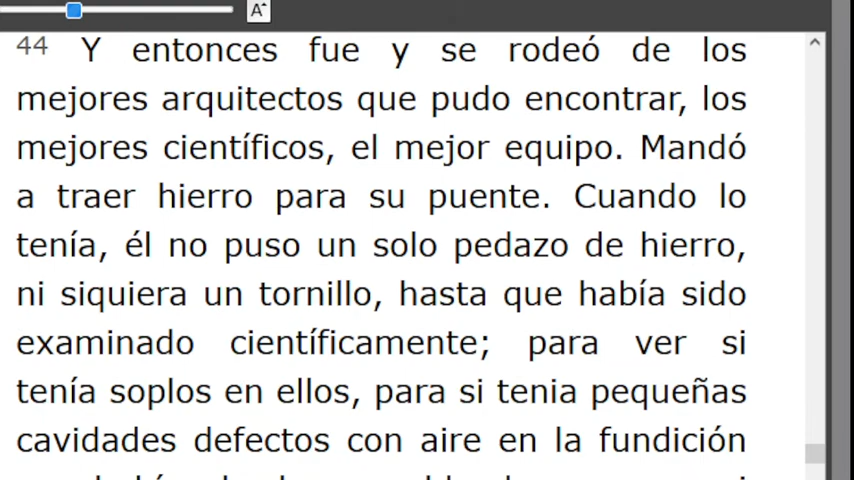 A
44 Y entonces fue y se rodeó de los
mejores arquitectos que pudo encontrar, los
mejores científicos, el mejor equipo. Mandó
a traer hierro para su puente. Cuando lo
tenía, él no puso un solo pedazo de hierro,
ni siquiera un tornillo, hasta que había sido
examinado científicamente; para ver si
tenía soplos en ellos, para si tenia pequeñas
cavidades defectos con aire en la fundición